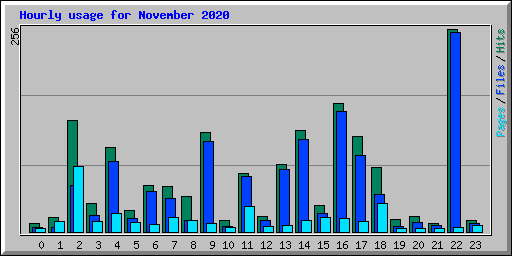 Hourly usage for November 2020
256
Pages / Files / Hits
0 1 2 3 4 5 6 7 8 9 10 11 12 13 14 15 16 17 18 19 20 21 22 23